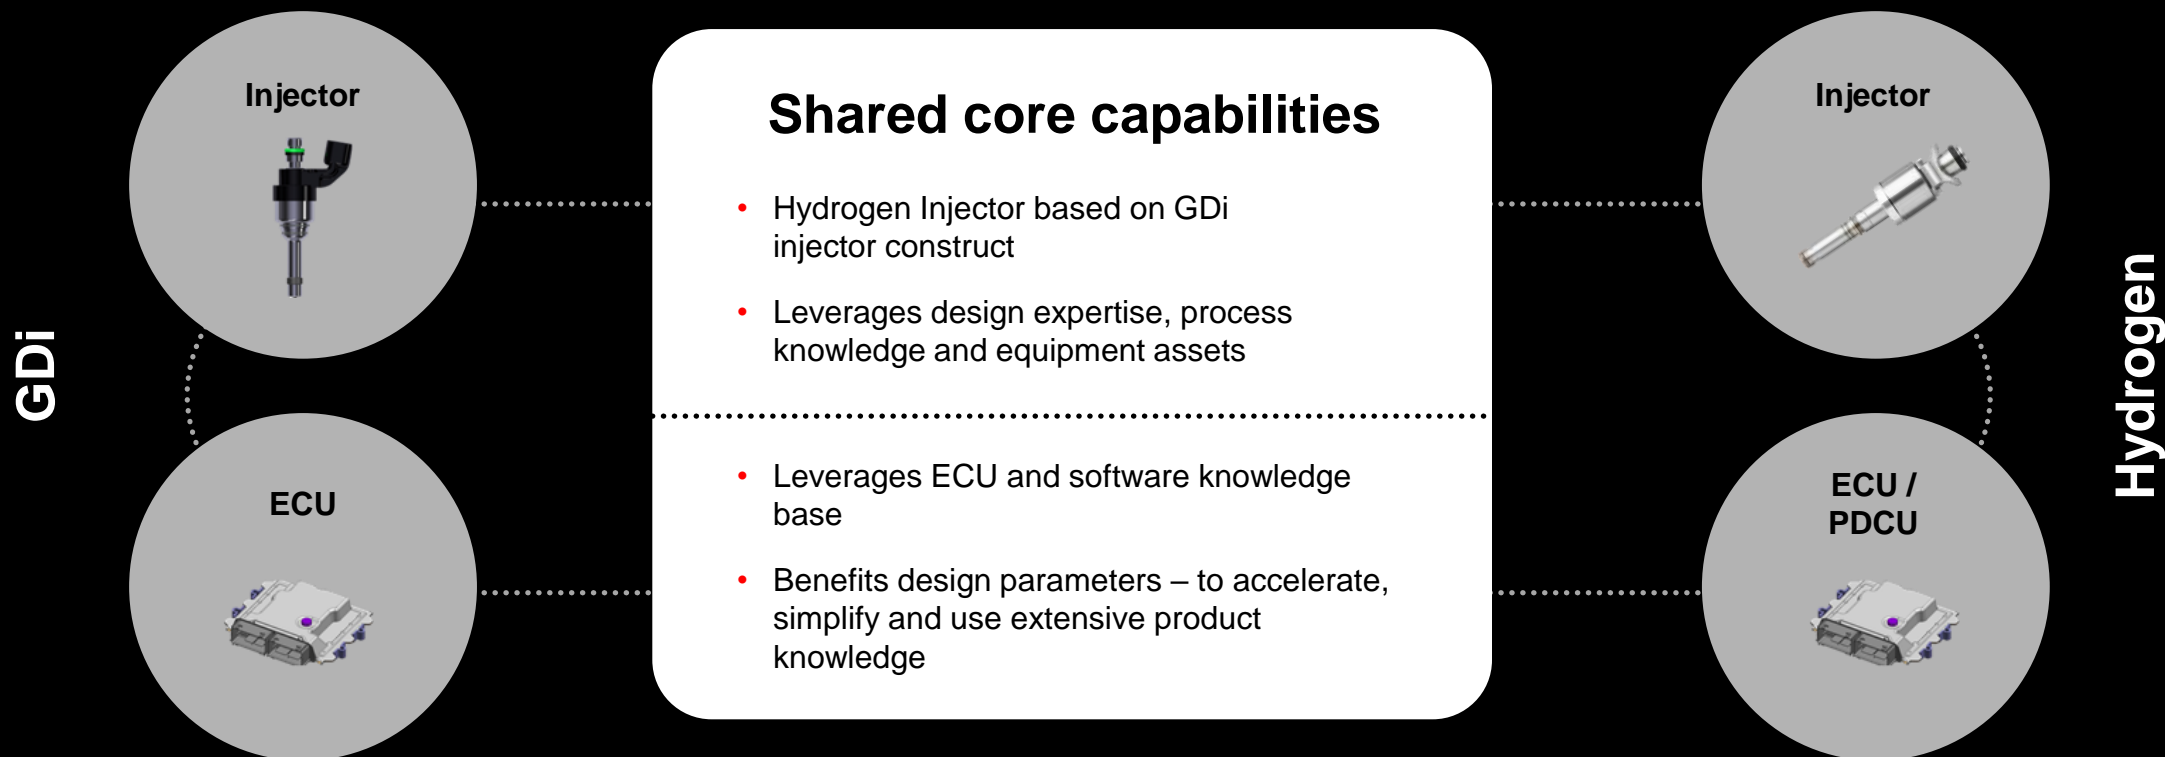 GDi
Injector
ECU
Shared core capabilities
• Hydrogen Injector based on GDi
injector construct
• Leverages design expertise, process
knowledge and equipment assets
• Leverages ECU and software knowledge
base
• Benefits design parameters – to accelerate,
simplify and use extensive product
knowledge
Injector
ECU /
PDCU
Hydrogen